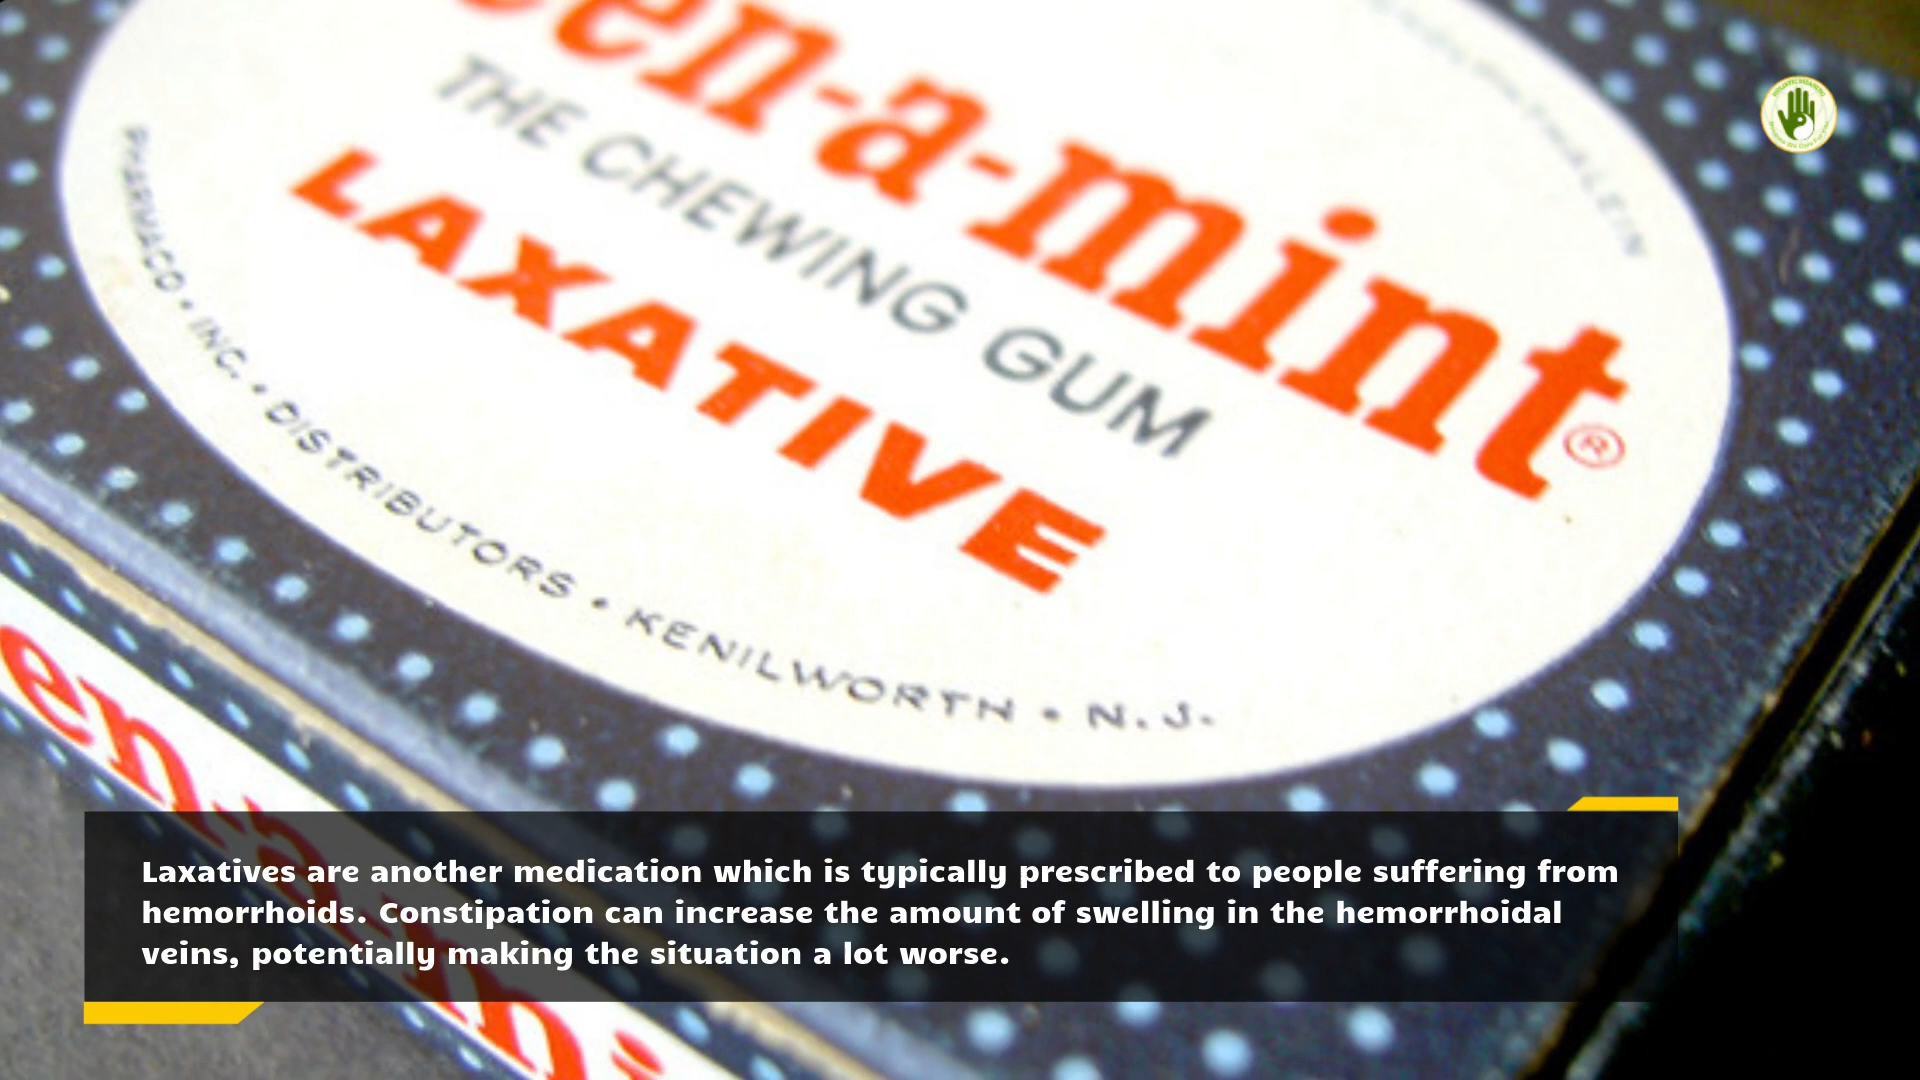 en-a-mint®
THE CHEWING GUM
LAXATIVE
PHARMACO • INC. • DISTRIBUTORS • KENILWORTH • N.J.
Laxatives are another medication which is typically prescribed to people suffering from
hemorrhoids. Constipation can increase the amount of swelling in the hemorrhoidal
veins, potentially making the situation a lot worse.